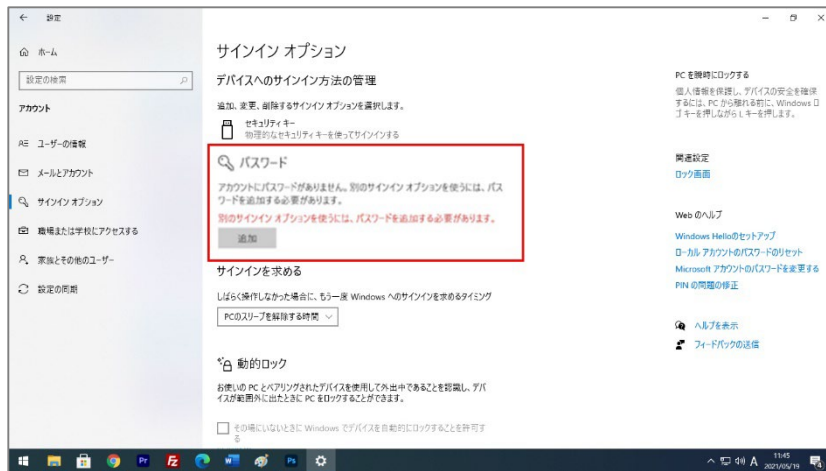 設定
ホーム
設定の検索
アカウント
ユーザーの情報
メールとアカウント
サインイン オプション
職場または学校にアクセスする
家族とその他のユーザー
設定の同期
サインイン オプション
デバイスへのサインイン方法の管理
追加、変更、削除するサインイン オプションを選択します。
セキュリティ キー
物理的なセキュリティ キーを使ってサインインする
パスワード
アカウントにパスワードがありません。別のサインイン オプションを使うには、パス
ワードを追加する必要があります。
別のサインイン オプションを使うには、パスワードを追加する必要があります。
追加
サインインを求める
しばらく操作しなかった場合に、もう一度 Windows へのサインインを求めるタイミング
PCのスリープを解除する時間
動的ロック
お使いの PC とペアリングされたデバイスを使用して外出中であることを認識し、デバ
イスが範囲外に出たときに PC をロックすることができます。
その場にいないときに Windows でデバイスを自動的にロックすることを許可す
る
PC を瞬時にロックする
個人情報を保護し、デバイスの安全を確保
するには、PC から離れる前に、Windows ロ
ゴ キーを押しながら L キーを押します。
関連設定
ロック画面
Web のヘルプ
Windows Helloのセットアップ
ローカル アカウントのパスワードのリセット
Microsoft アカウントのパスワードを変更する
PIN の問題の修正
ヘルプを表示
フィードバックの送信
Pr
Fz
W
Ps
A
11:45
2021/05/19